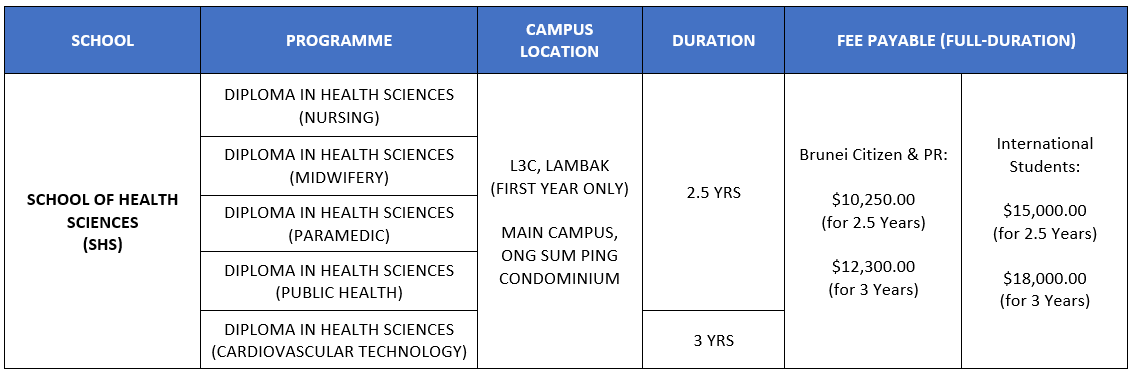 SCHOOL
PROGRAMME
CAMPUS
LOCATION
DURATION
FEE PAYABLE (FULL-DURATION)
SCHOOL OF HEALTH
SCIENCES
(SHS)
DIPLOMA IN HEALTH SCIENCES
(NURSING)
DIPLOMA IN HEALTH SCIENCES
(MIDWIFERY)
DIPLOMA IN HEALTH SCIENCES
(PARAMEDIC)
DIPLOMA IN HEALTH SCIENCES
(PUBLIC HEALTH)
DIPLOMA IN HEALTH SCIENCES
(CARDIOVASCULAR TECHNOLOGY)
L3C, LAMBAK
(FIRST YEAR ONLY)
MAIN CAMPUS,
ONG SUM PING
CONDOMINIUM
2.5 YRS
3 YRS
Brunei Citizen & PR:
$10,250.00
(for 2.5 Years)
$12,300.00
(for 3 Years)
International
Students:
$15,000.00
(for 2.5 Years)
$18,000.00
(for 3 Years)